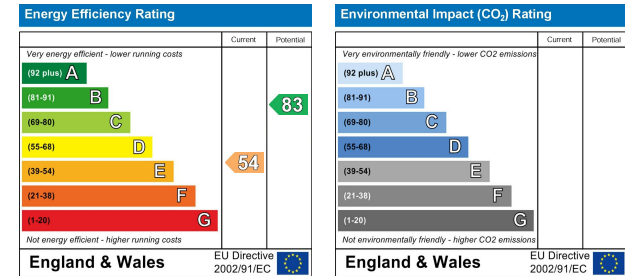 Energy Efficiency Rating
Current Potential
Very energy efficient - lower running costs
(92 plus) A
(81-91) B
83
(69-80) C
(55-68) D
54
(39-54) E
(21-38) F
(1-20) G
Not energy efficient - higher running costs
England & Wales
EU Directive
2002/91/EC
Environmental Impact (CO2) Rating
Current Potential
Very environmentally friendly - lower CO2 emissions
(92 plus) A
(81-91) B
(69-80) C
(55-68) D
(39-54) E
(21-38) F
(1-20) G
Not environmentally friendly - higher CO2 emissions
England & Wales
EU Directive
2002/91/EC